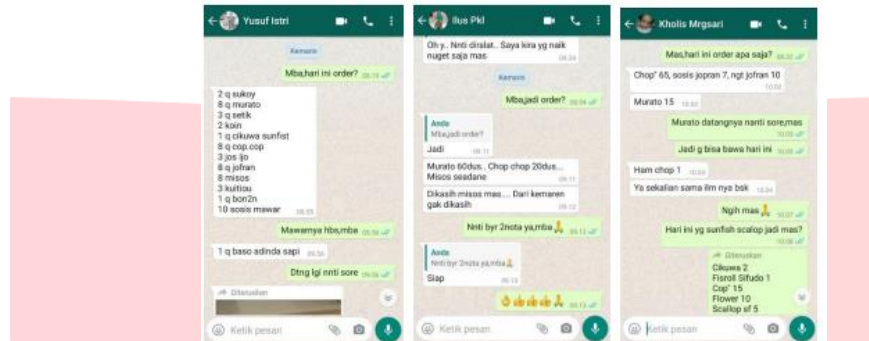 Yusuf Istri
Kemarin
Mba,hari ini order?
2 q sukoy
8 q murato
3 q setik
2 koin
1 q cikuwa sunfist
8 q cop.cop
3 jos ijo
8 q jofran
8 misos
3 kuitiou
1 q bon2n
10 sosis mawar
Mawarnya hbs,mba
1 q baso adinda sapi
Dtng lgi nnti sore
Diteruskan
Ketik pesan
Ilus Pkl
Oh y.. Nnti diralat.. Saya kira yg naik
nuget saja mas
Kemarin
Mba,jadi order?
Anda
Mba,jadi order?
Jadi
Murato 60dus.. Chop chop 20dus...
Misos seadane
Dikasih misos mas.... Dari kemaren
gak dikasih
Nnti byr 2nota ya,mba🙏
Anda
Nnti byr 2nota ya,mba🙏
Siap
👌👍👍👍🙏
Ketik pesan
Kholis Mrgsari
Mas,hari ini order apa saja?
Chop" 65, sosis jopran 7, ngt jofran 10
10.02
Murato 15
Murato datangnya nanti sore,mas
Jadi g bisa bawa hari ini
Ham chop 1
Ya sekalian sama ilm nya bsk
Ngih mas🙏
Hari ini yg sunfish scalop jadi mas?
Diteruskan
Cikuwa 2
Fisroll Sifudo 1
Cop" 15
Flower 10
Scallop sf 5
Ketik pesan